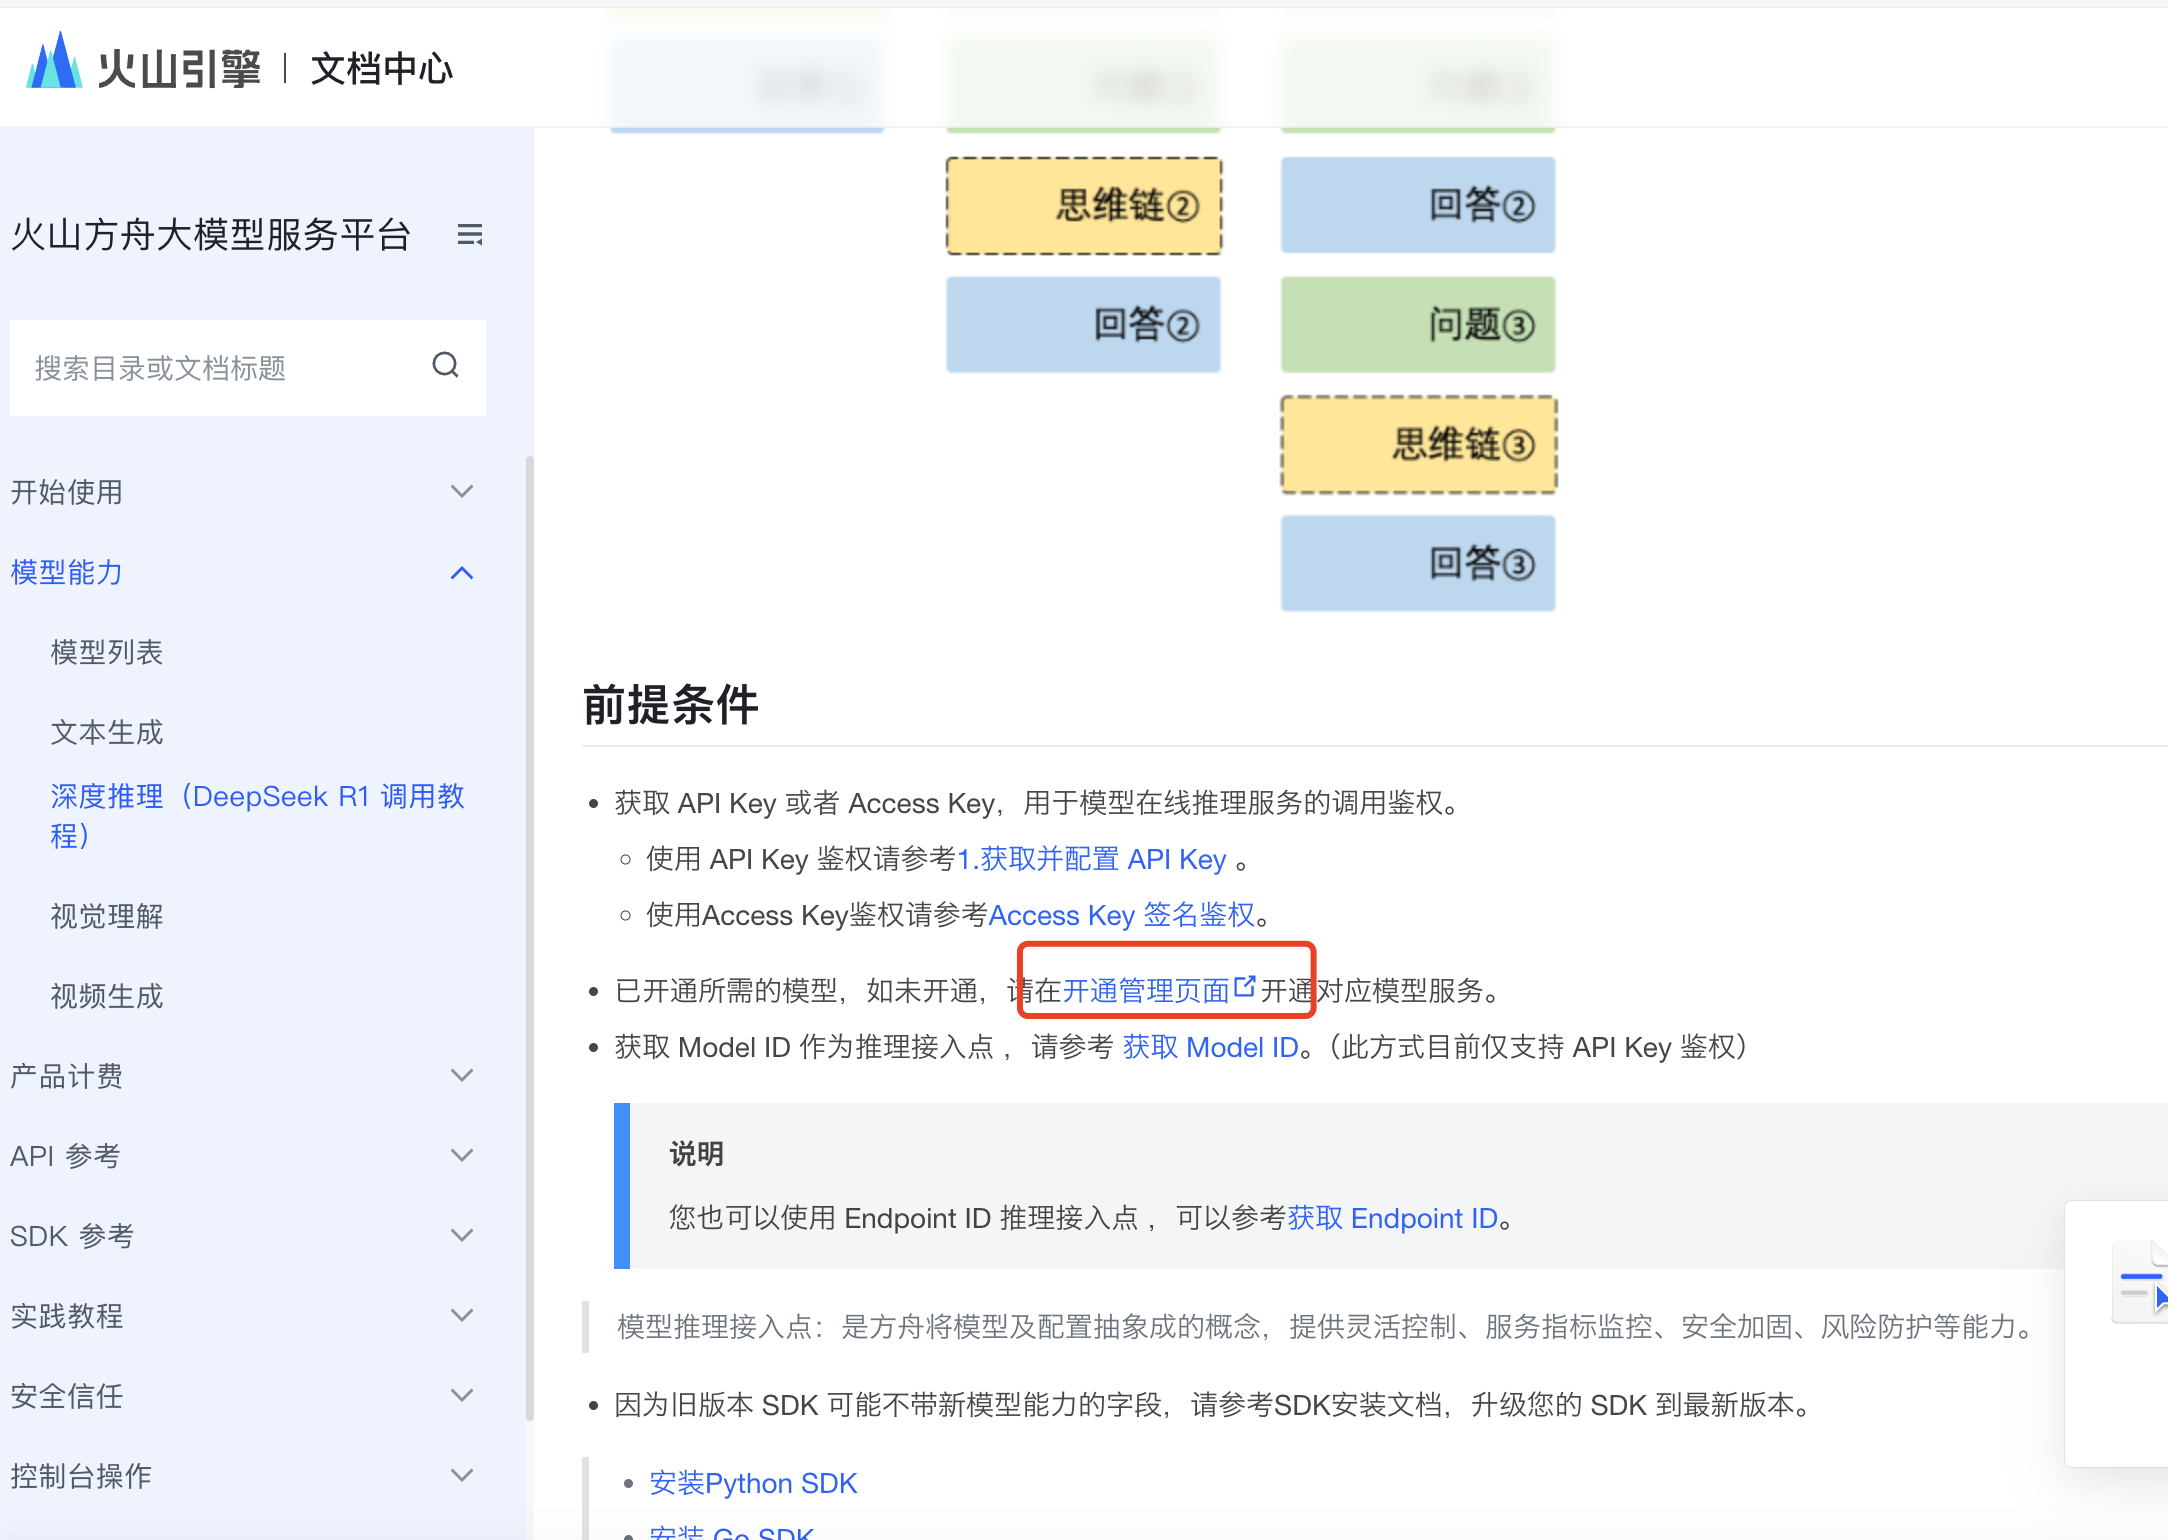 火山引擎 | 文档中心
火山方舟大模型服务平台
搜索目录或文档标题
开始使用
模型能力
模型列表
文本生成
深度推理（DeepSeek R1 调用教
程）
视觉理解
视频生成
产品计费
API 参考
SDK 参考
实践教程
安全信任
控制台操作
思维链② 回答②
回答② 问题③
思维链③
回答③
前提条件
• 获取 API Key 或者 Access Key，用于模型在线推理服务的调用鉴权。
○ 使用 API Key 鉴权请参考1.获取并配置 API Key 。
○ 使用Access Key鉴权请参考Access Key 签名鉴权。
• 已开通所需的模型，如未开通，请在开通管理页面开通对应模型服务。
• 获取 Model ID 作为推理接入点 ，请参考 获取 Model ID。（此方式目前仅支持 API Key 鉴权）
说明
您也可以使用 Endpoint ID 推理接入点 ，可以参考获取 Endpoint ID。
模型推理接入点：是方舟将模型及配置抽象成的概念，提供灵活控制、服务指标监控、安全加固、风险防护等能力。
• 因为旧版本 SDK 可能不带新模型能力的字段，请参考SDK安装文档，升级您的 SDK 到最新版本。
• 安装Python SDK
• 安装 Go SDK